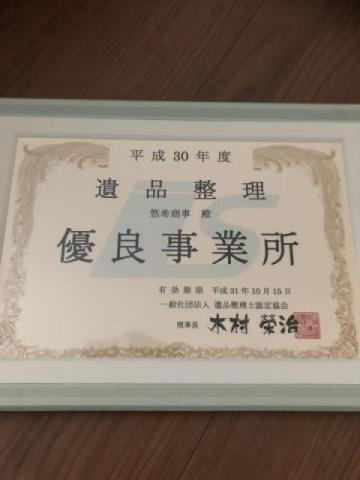 平成30年度
遺品整理
悠希商事 殿
優良事業所
有効期限 平成31年10月15日
一般社団法人 遺品整理士認定協会
理事長 木村榮治